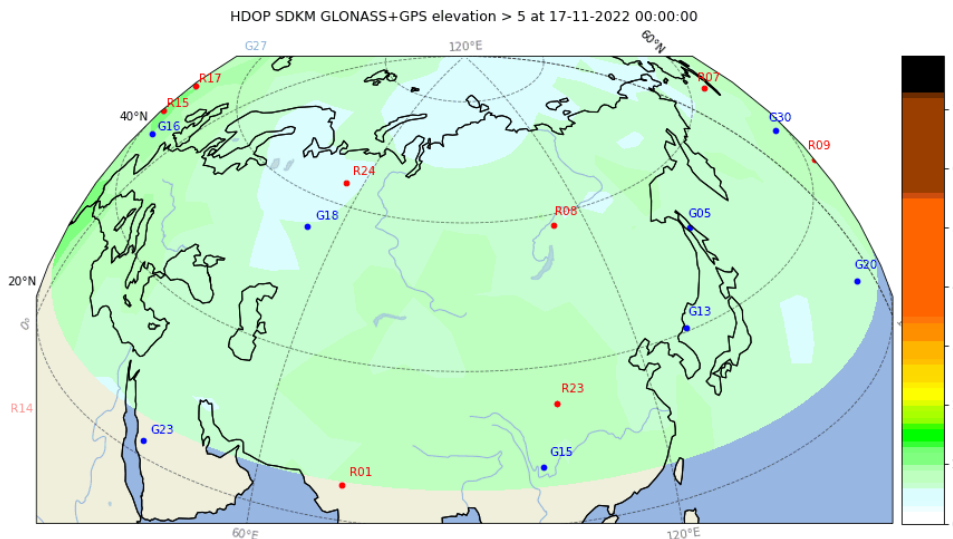 HDOP SDKM GLONASS+GPS elevation > 5 at 17-11-2022 00:00:00
G27
120°E
60°N
R17
R07
R15
40°N
G16
G30
R09
R24
G18
R08
G05
G20
20°N
G13
0°
R23
R14
G23
G15
R01
60°E
120°E